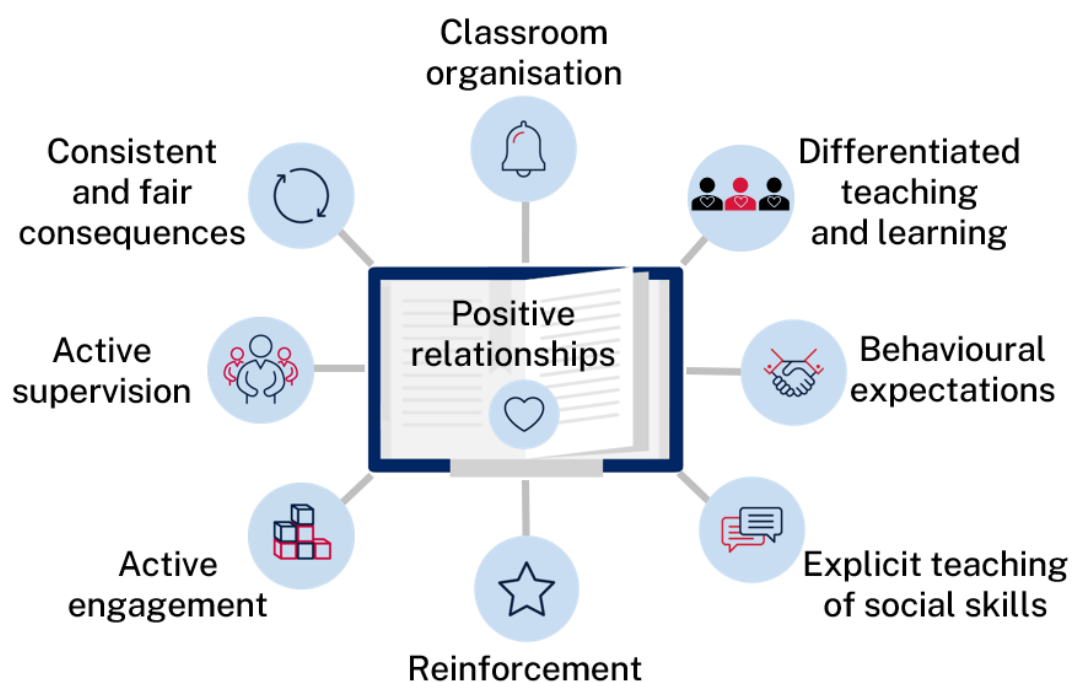 Classroom
organisation
Consistent
and fair
consequences
Differentiated
teaching
and learning
Positive
relationships
Active
supervision
Behavioural
expectations
Active
engagement
Explicit teaching
of social skills
Reinforcement